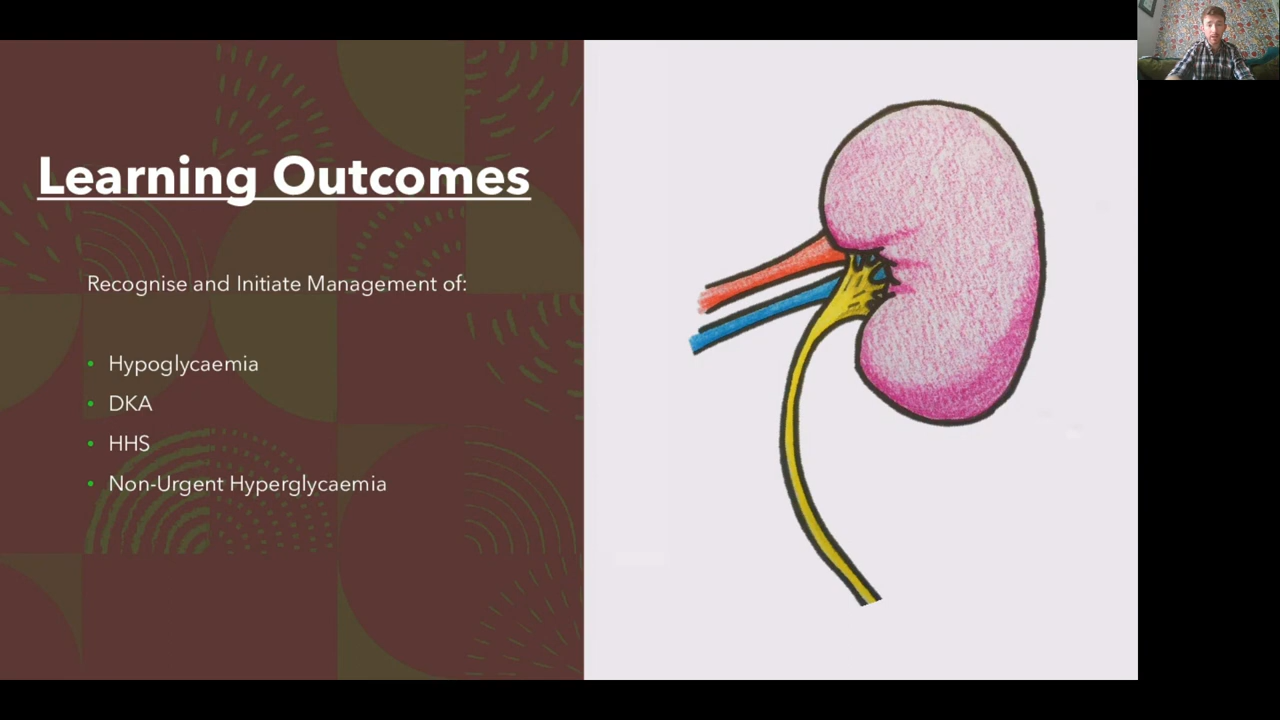 Learning Outcomes
Recognise and Initiate Management of:
• Hypoglycaemia
• DKA
• HHS
• Non-Urgent Hyperglycaemia